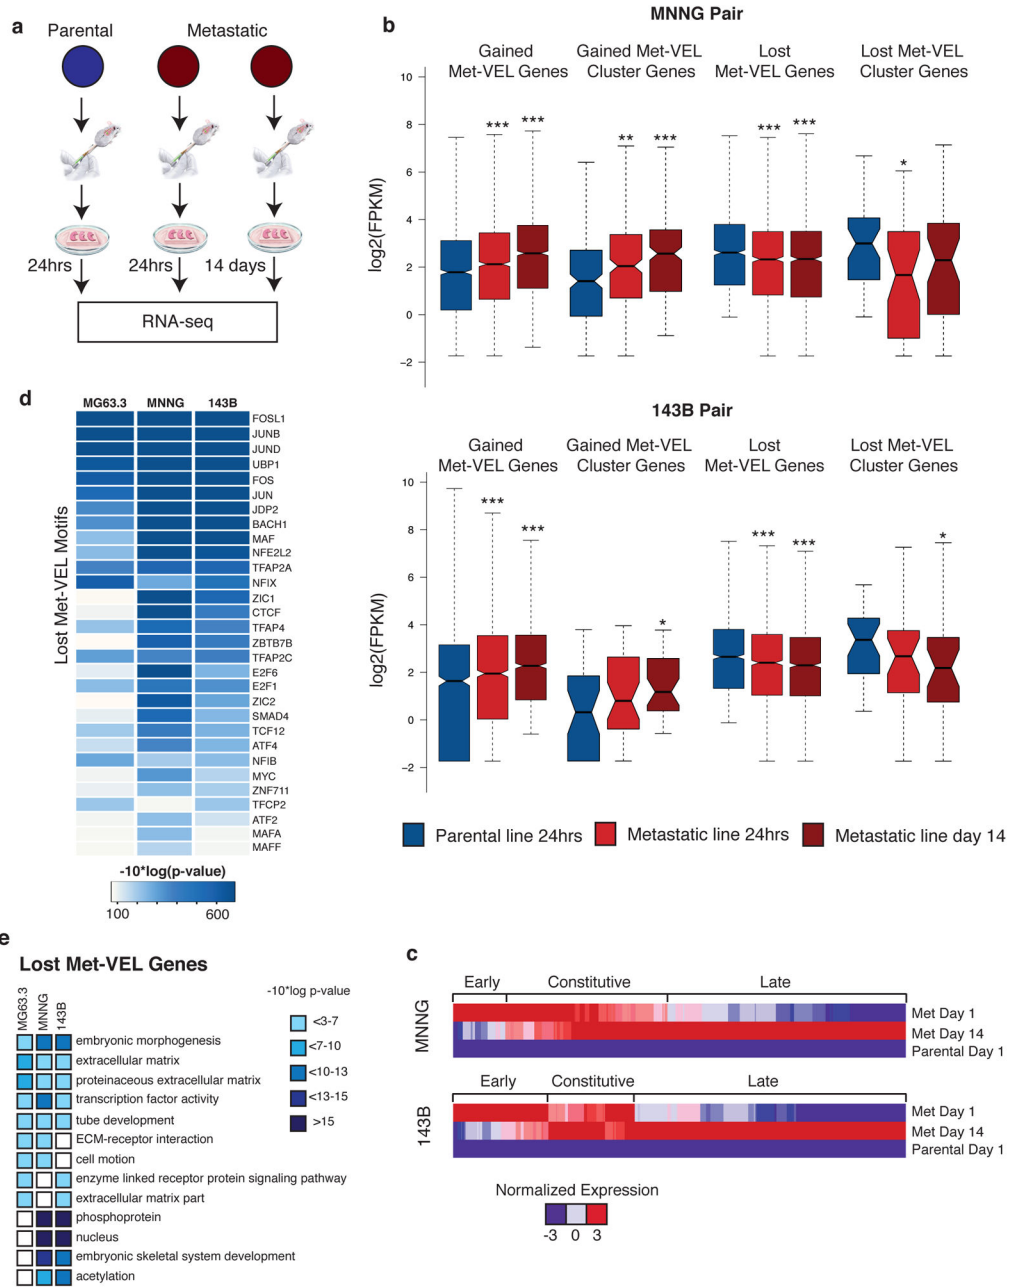 a
Parental
Metastatic
24hrs
24hrs
14 days
RNA-seq
b
MNNG Pair
Gained
Met-VEL Genes
Gained Met-VEL
Cluster Genes
Lost
Met-VEL Genes
Lost Met-VEL
Cluster Genes
log2(FPKM)
10
8
6
4
2
0
−2
***
***
**
***
***
***
*
143B Pair
Gained
Met-VEL Genes
Gained Met-VEL
Cluster Genes
Lost
Met-VEL Genes
Lost Met-VEL
Cluster Genes
log2(FPKM)
10
8
6
4
2
0
−2
***
***
*
***
***
*
Parental line 24hrs
Metastatic line 24hrs
Metastatic line day 14
d
MG63.3 MNNG 143B
Lost Met-VEL Motifs
FOSL1
JUNB
JUND
UBP1
FOS
JUN
JDP2
BACH1
MAF
NFE2L2
TFAP2A
NFIX
ZIC1
CTCF
TFAP4
ZBTB7B
TFAP2C
E2F6
E2F1
ZIC2
SMAD4
TCF12
ATF4
NFIB
MYC
ZNF711
TFCP2
ATF2
MAFA
MAFF
-10*log(p-value)
100 600
e
Lost Met-VEL Genes
MG63.3
MNNG
143B
embryonic morphogenesis
extracellular matrix
proteinaceous extracellular matrix
transcription factor activity
tube development
ECM-receptor interaction
cell motion
enzyme linked receptor protein signaling pathway
extracellular matrix part
phosphoprotein
nucleus
embryonic skeletal system development
acetylation
-10*log p-value
<3-7
<7-10
<10-13
<13-15
>15
c
MNNG
Early Constitutive Late
Met Day 1
Met Day 14
Parental Day 1
143B
Early Constitutive Late
Met Day 1
Met Day 14
Parental Day 1
Normalized Expression
-3 0 3